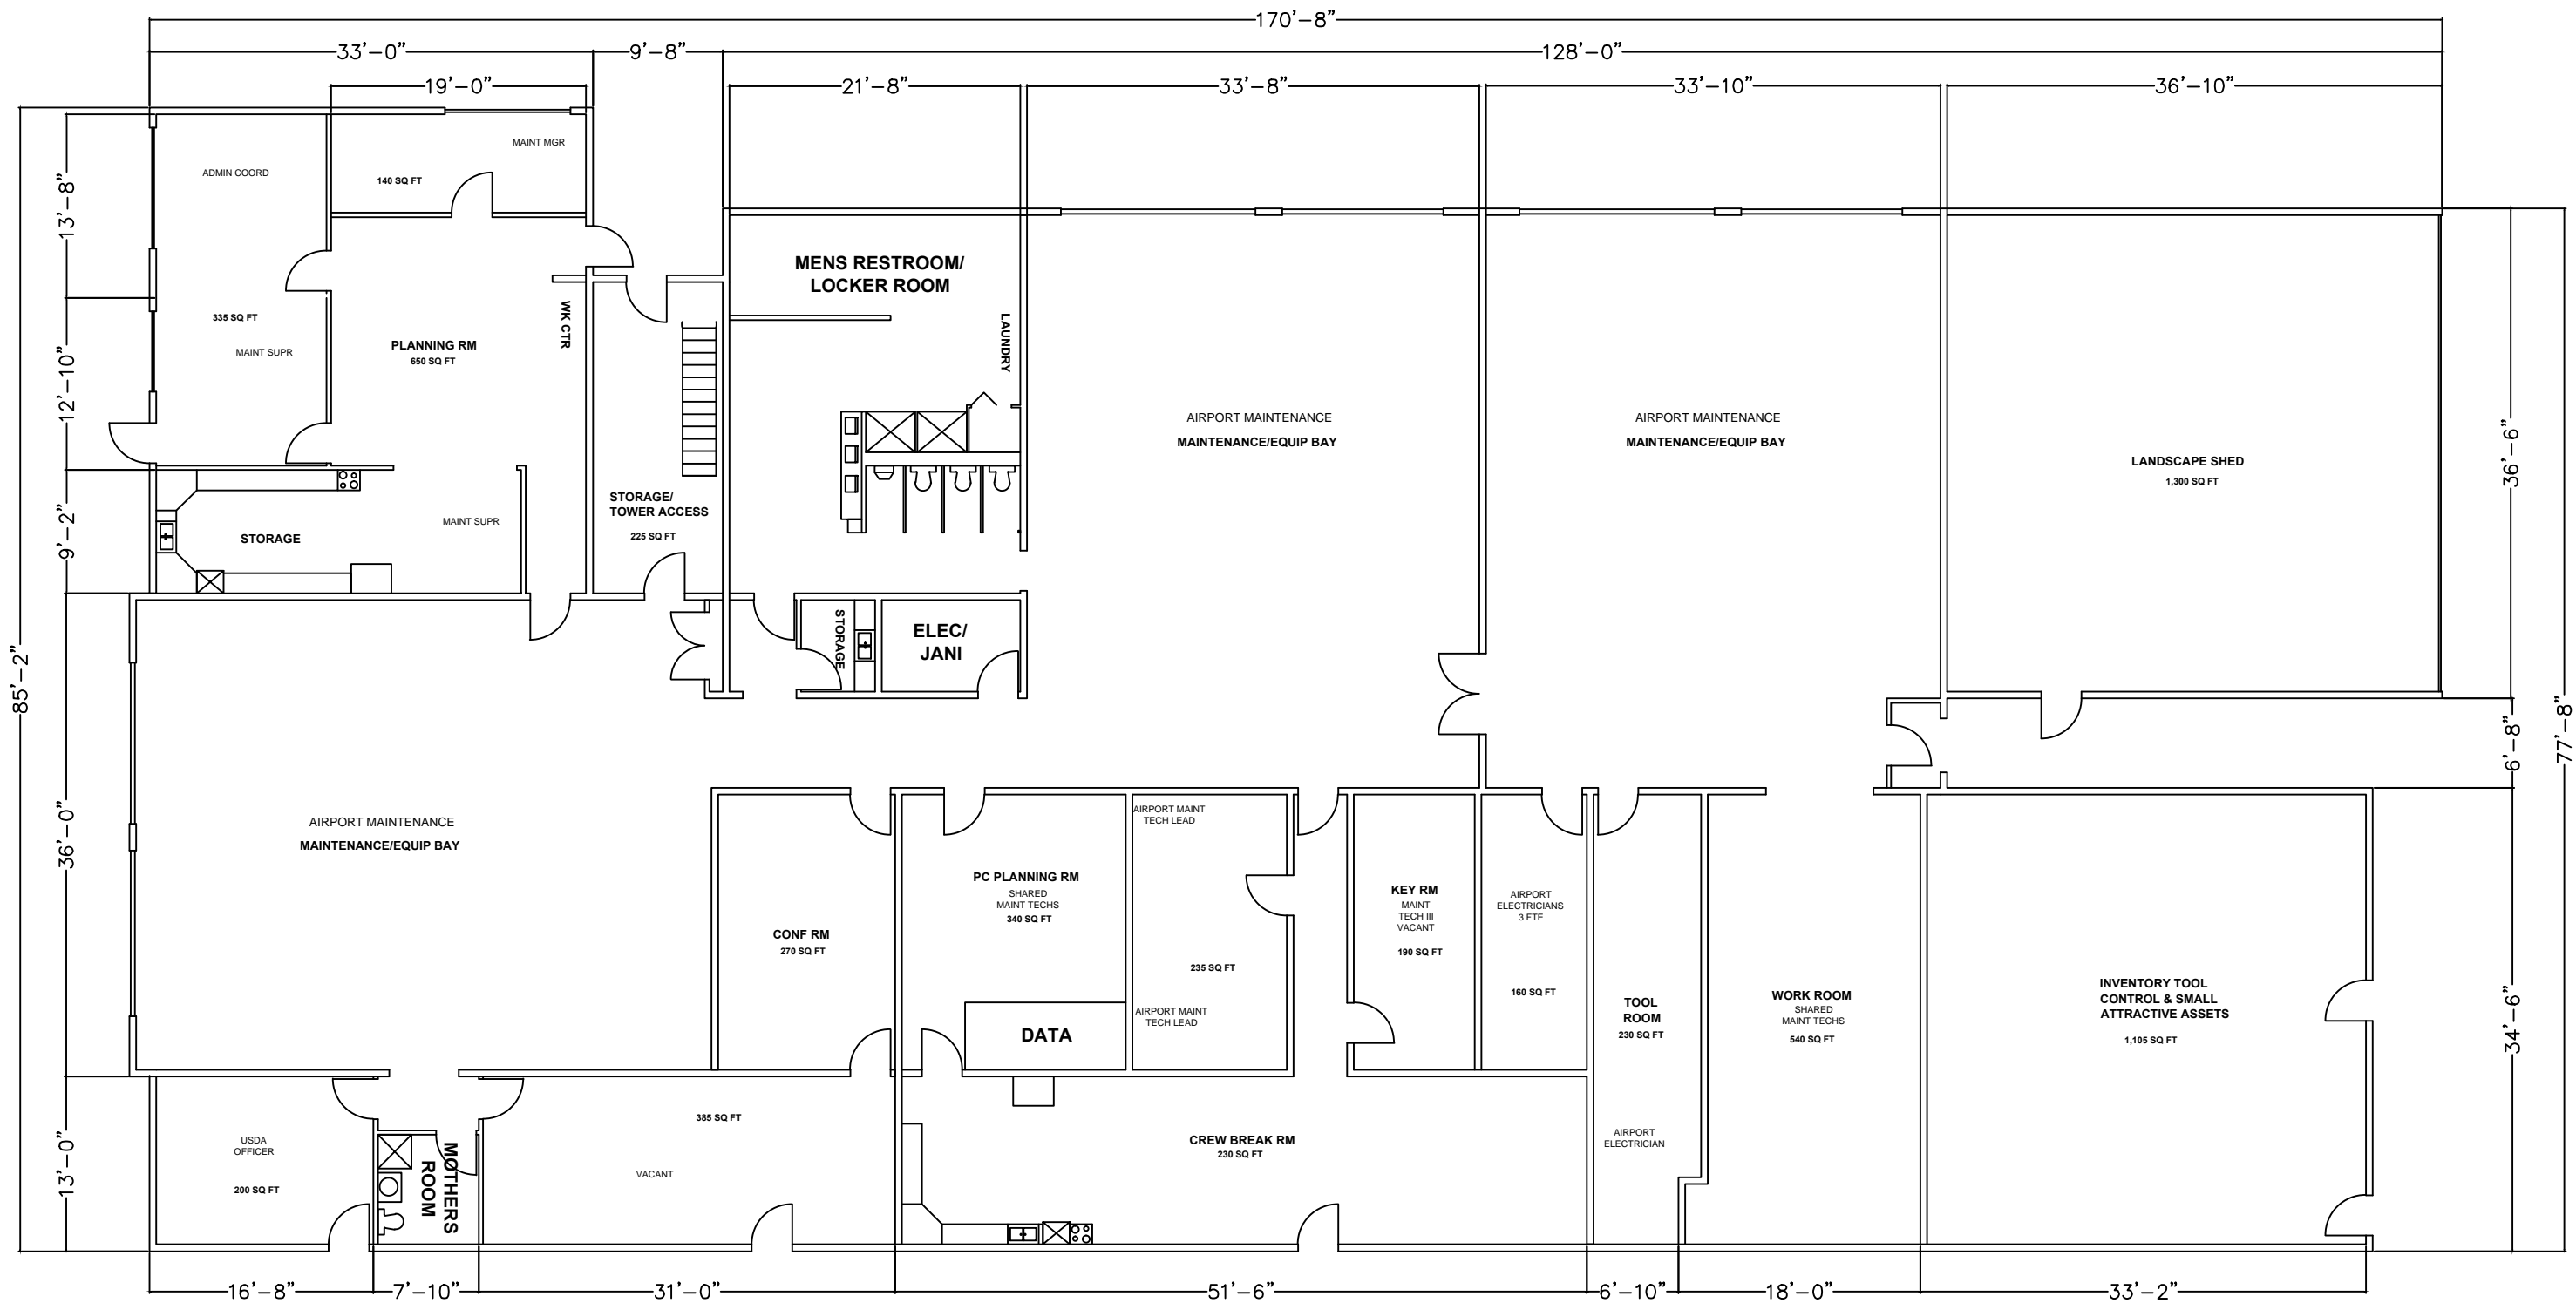 170'-8"
33'-0"
9'-8"
128'-0"
19'-0"
21'-8"
33'-8"
33'-10"
36'-10"
MAINT MGR
140 SQ FT
ADMIN COORD
13'-8"
335 SQ FT
MAINT SUPR
12'-10"
PLANNING RM
650 SQ FT
WK CTR
MENS RESTROOM/
LOCKER ROOM
LAUNDRY
AIRPORT MAINTENANCE
MAINTENANCE/EQUIP BAY
AIRPORT MAINTENANCE
MAINTENANCE/EQUIP BAY
LANDSCAPE SHED
1,300 SQ FT
36'-6"
STORAGE/
TOWER ACCESS
225 SQ FT
9'-2"
STORAGE
MAINT SUPR
STORAGE
ELEC/
JANI
85'-2"
6'-8"
77'-8"
36'-0"
AIRPORT MAINTENANCE
MAINTENANCE/EQUIP BAY
CONF RM
270 SQ FT
PC PLANNING RM
SHARED
MAINT TECHS
340 SQ FT
DATA
AIRPORT MAINT
TECH LEAD
235 SQ FT
AIRPORT MAINT
TECH LEAD
KEY RM
MAINT
TECH III
VACANT
190 SQ FT
AIRPORT
ELECTRICIANS
3 FTE
160 SQ FT
TOOL
ROOM
230 SQ FT
AIRPORT
ELECTRICIAN
WORK ROOM
SHARED
MAINT TECHS
540 SQ FT
INVENTORY TOOL
CONTROL & SMALL
ATTRACTIVE ASSETS
1,105 SQ FT
34'-6"
13'-0"
USDA
OFFICER
200 SQ FT
MOTHERS
ROOM
385 SQ FT
VACANT
CREW BREAK RM
230 SQ FT
16'-8"
7'-10"
31'-0"
51'-6"
6'-10"
18'-0"
33'-2"